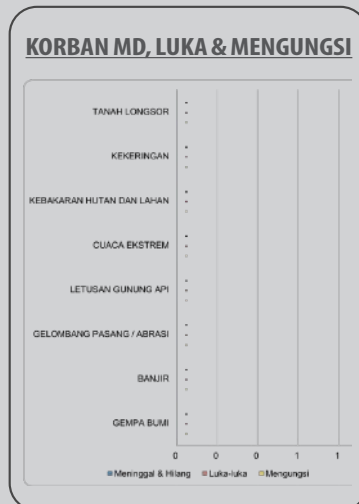 KORBAN MD, LUKA & MENGUNGSI
TANAH LONGSOR
KEKERINGAN
KEBAKARAN HUTAN DAN LAHAN
CUACA EKSTREM
LETUSAN GUNUNG API
GELOMBANG PASANG / ABRASI
BANJIR
GEMPA BUMI
0 0 0 1 1
Meninggal & Hilang Luka-luka Mengungsi